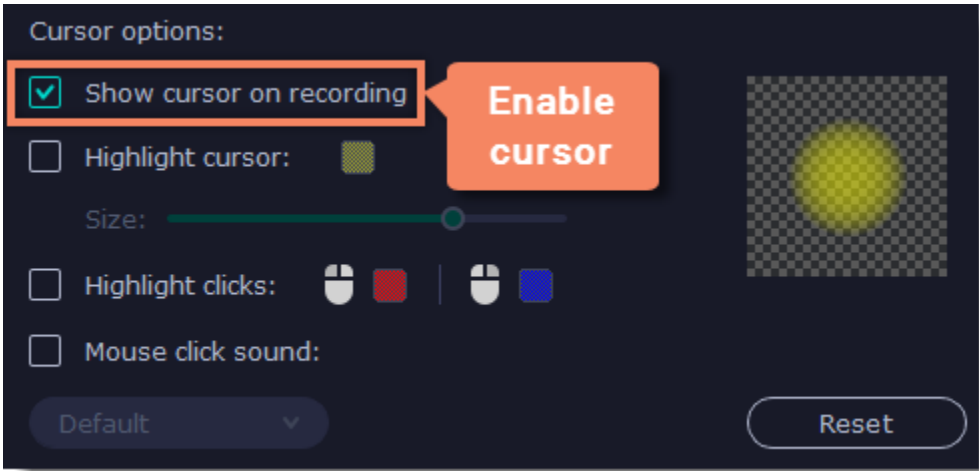 Cursor options:
Show cursor on recording
Enable
cursor
Highlight cursor:
Size:
Highlight clicks:
Mouse click sound:
Default
Reset